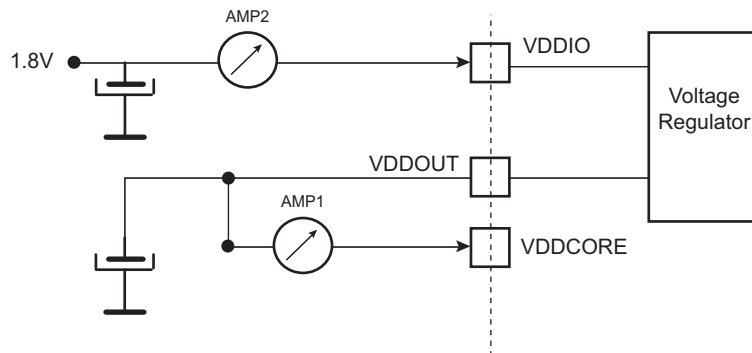 AMP2
1.8V
VDDIO
Voltage
Regulator
VDDOUT
AMP1
VDDCORE